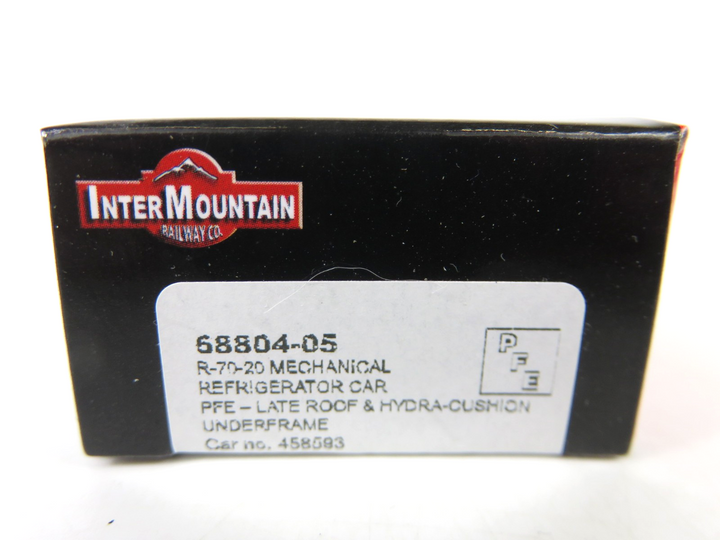 INTERMOUNTAIN
RAILWAY CO.
68804-05
R-70-20 MECHANICAL
REFRIGERATOR CAR
PFE – LATE ROOF & HYDRA-CUSHION
UNDERFRAME
Car no. 458593
P
F
E